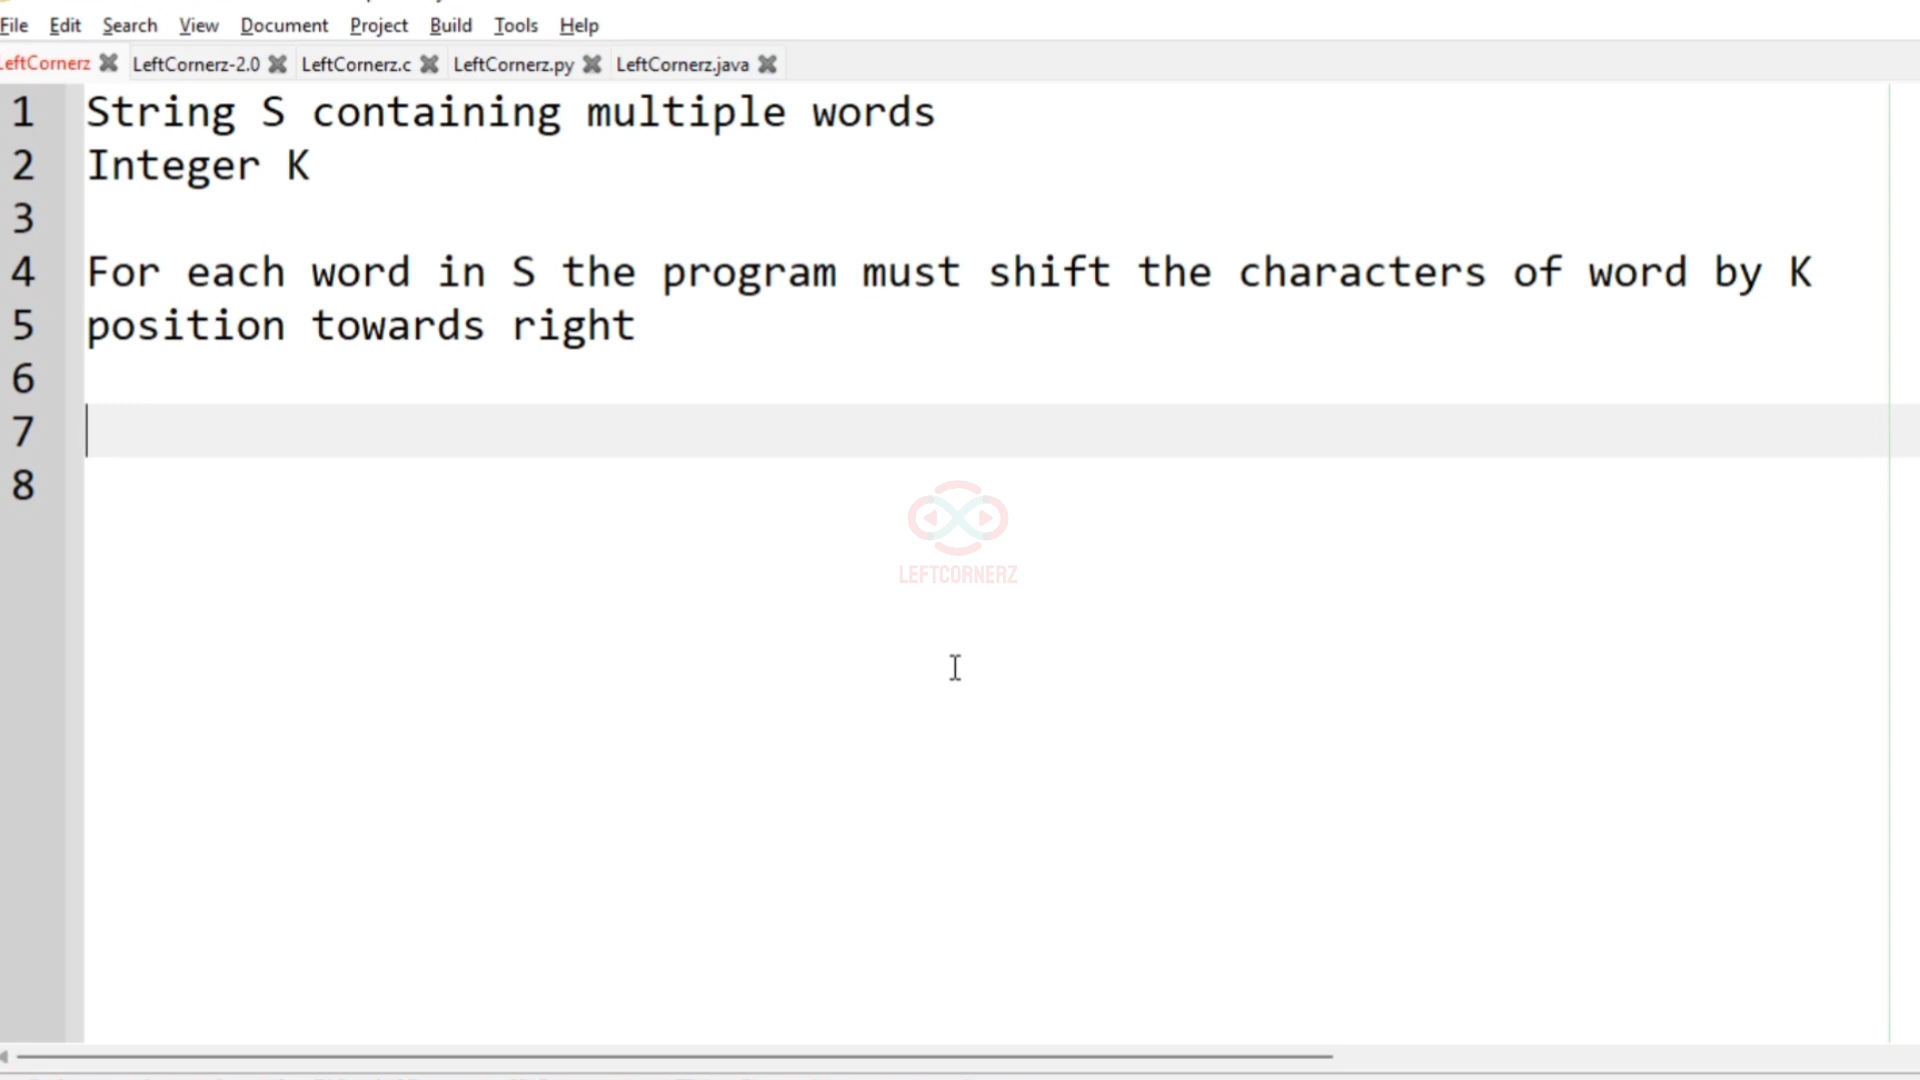 File Edit Search View Document Project Build Tools Help
LeftCornerz LeftCornerz-2.0 LeftCornerz.c LeftCornerz.py LeftCornerz.java
1 String S containing multiple words
2 Integer K
3
4 For each word in S the program must shift the characters of word by K
5 position towards right
6
7
8
LEFTCORNERZ